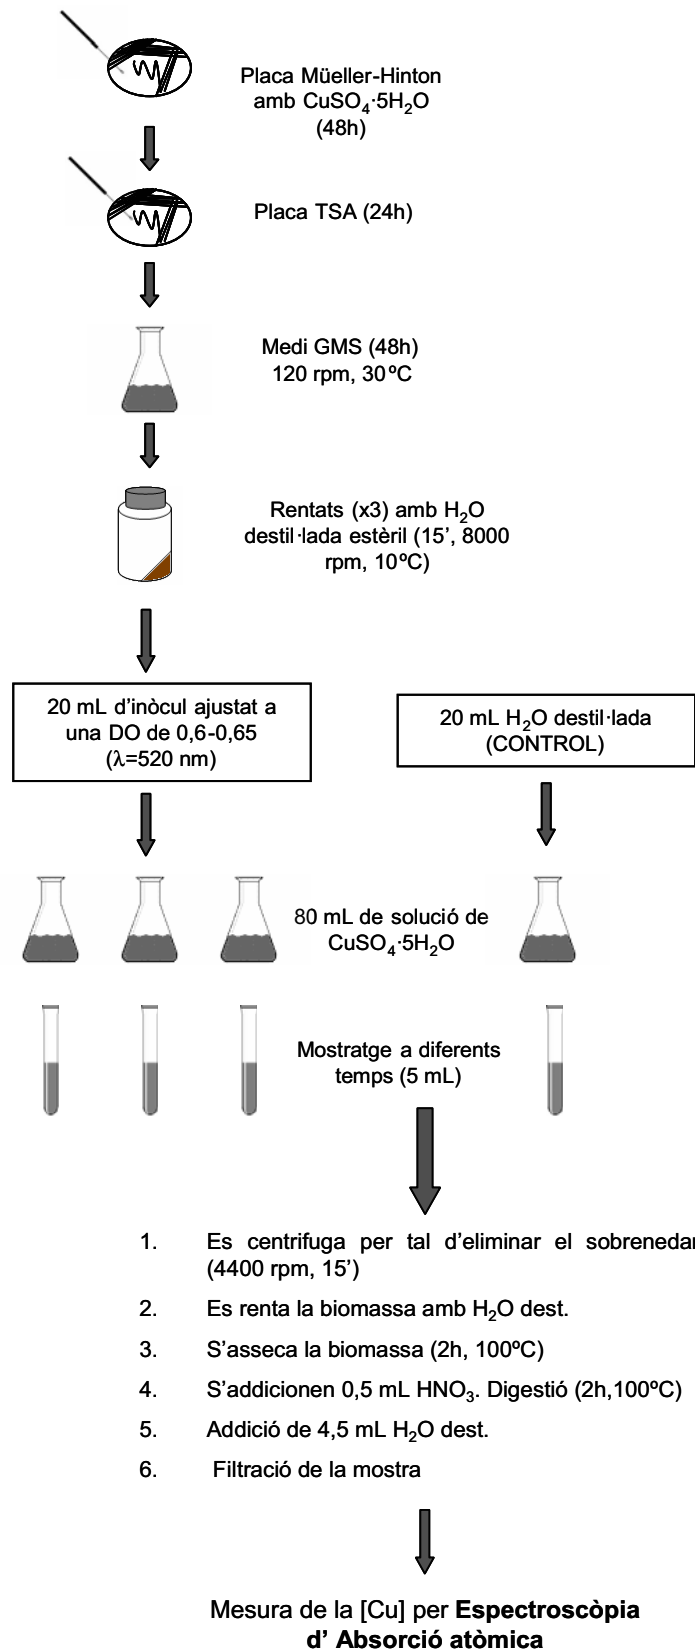 Placa Müeller-Hinton
amb CuSO₄·5H₂O
(48h)
Placa TSA (24h)
Medi GMS (48h)
120 rpm, 30ºC
Rentats (x3) amb H₂O
destil·lada estèril (15’, 8000
rpm, 10ºC)
20 mL d’inòcul ajustat a
una DO de 0,6-0,65
(λ=520 nm)
20 mL H₂O destil·lada
(CONTROL)
80 mL de solució de
CuSO₄·5H₂O
Mostratge a diferents
temps (5 mL)
1. Es centrifuga per tal d’eliminar el sobrenedar
(4400 rpm, 15’)
2. Es renta la biomassa amb H₂O dest.
3. S’asseca la biomassa (2h, 100ºC)
4. S’addicionen 0,5 mL HNO₃. Digestió (2h,100ºC)
5. Addició de 4,5 mL H₂O dest.
6. Filtració de la mostra
Mesura de la [Cu] per Espectroscòpia
d’ Absorció atòmica